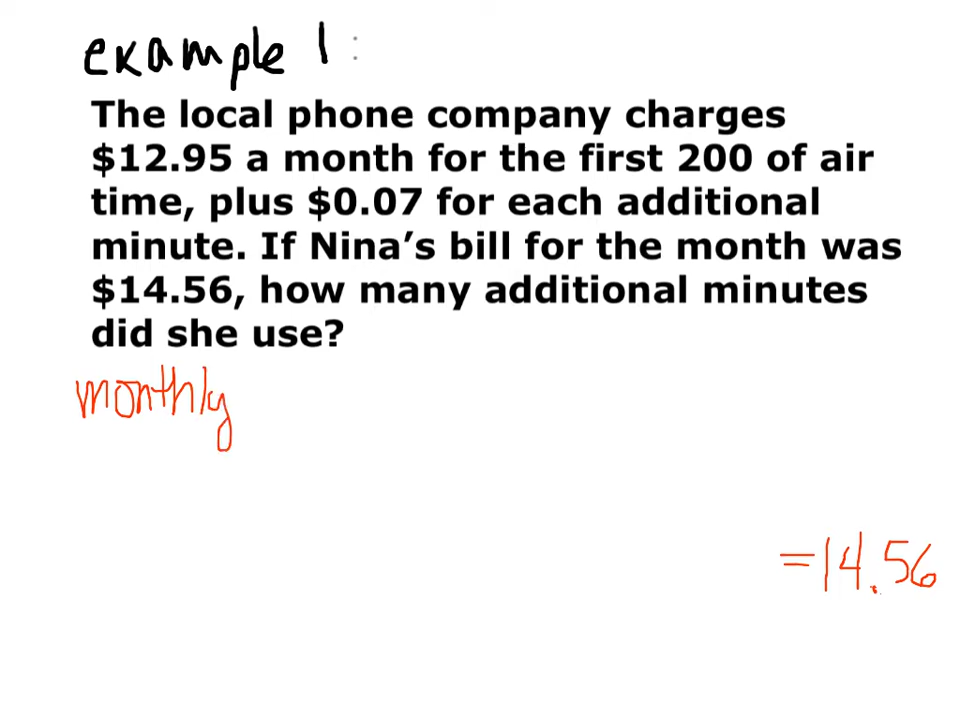 example 1:
The local phone company charges
$12.95 a month for the first 200 of air
time, plus $0.07 for each additional
minute. If Nina’s bill for the month was
$14.56, how many additional minutes
did she use?
monthly
=14.56